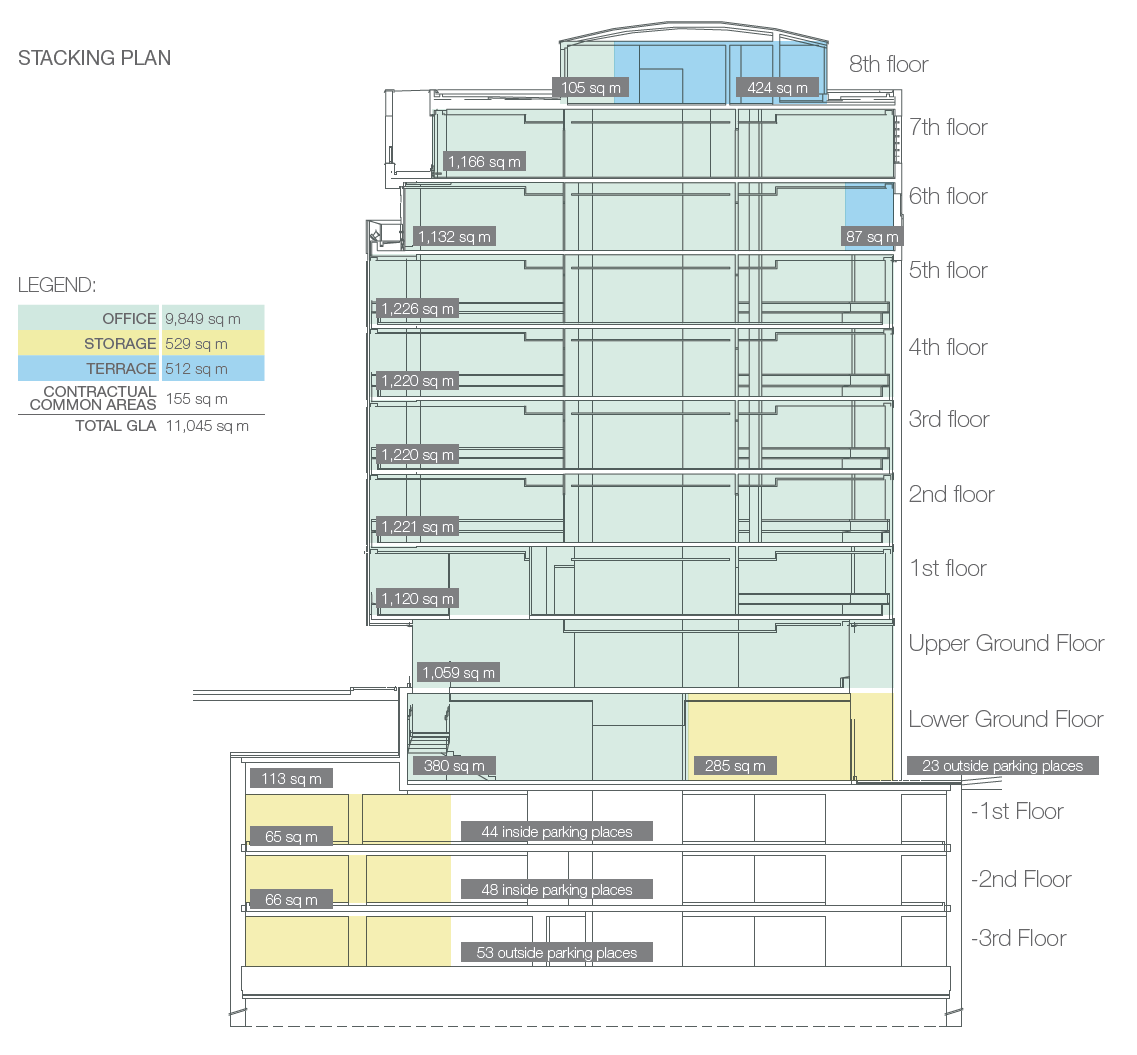 STACKING PLAN
8th floor
105 sq m
424 sq m
7th floor
1,166 sq m
6th floor
1,132 sq m
87 sq m
5th floor
LEGEND:
OFFICE 9,849 sq m
STORAGE 529 sq m
TERRACE 512 sq m
CONTRACTUAL
COMMON AREAS 155 sq m
TOTAL GLA 11,045 sq m
1,226 sq m
4th floor
1,220 sq m
3rd floor
1,220 sq m
2nd floor
1,221 sq m
1st floor
1,120 sq m
Upper Ground Floor
1,059 sq m
Lower Ground Floor
380 sq m
285 sq m
23 outside parking places
113 sq m
-1st Floor
65 sq m
44 inside parking places
-2nd Floor
66 sq m
48 inside parking places
-3rd Floor
53 outside parking places